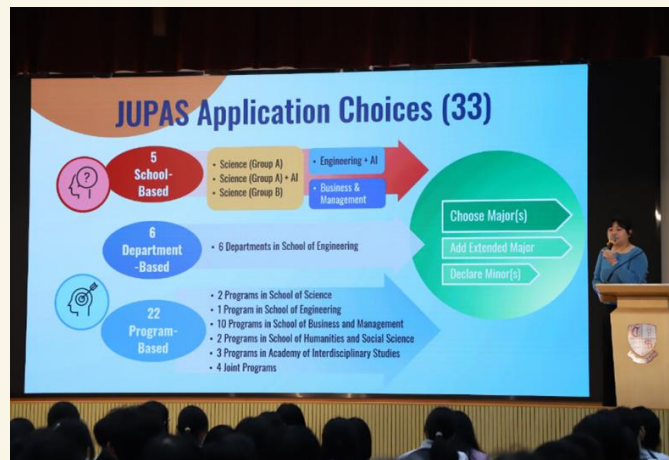 JUPAS Application Choices (33)
5
School-
Based
• Science (Group A)
• Science (Group A) + AI
• Science (Group B)
• Engineering + AI
• Business &
Management
6
Department
-Based
• 6 Departments in School of Engineering
22
Program-
Based
• 2 Programs in School of Science
• 1 Program in School of Engineering
• 10 Programs in School of Business and Management
• 2 Programs in School of Humanities and Social Science
• 3 Programs in Academy of Interdisciplinary Studies
• 4 Joint Programs
Choose Major(s)
Add Extended Major
Declare Minor(s)